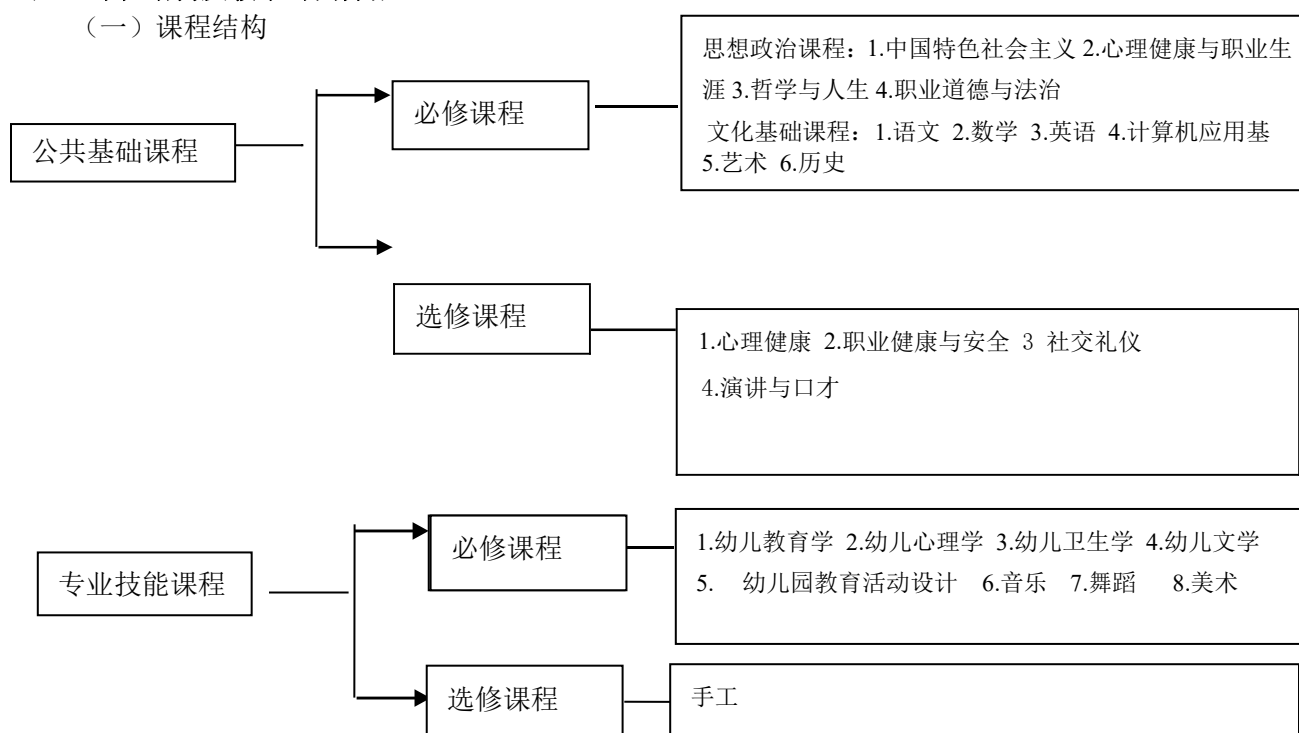 （一）课程结构
思想政治课程：1.中国特色社会主义 2.心理健康与职业生
涯 3.哲学与人生 4.职业道德与法治
文化基础课程：1.语文 2.数学 3.英语 4.计算机应用基
5.艺术 6.历史
必修课程
公共基础课程
选修课程
1.心理健康 2.职业健康与安全 3 社交礼仪
4.演讲与口才
必修课程
1.幼儿教育学 2.幼儿心理学 3.幼儿卫生学 4.幼儿文学
5. 幼儿园教育活动设计 6.音乐 7.舞蹈 8.美术
专业技能课程
选修课程
手工